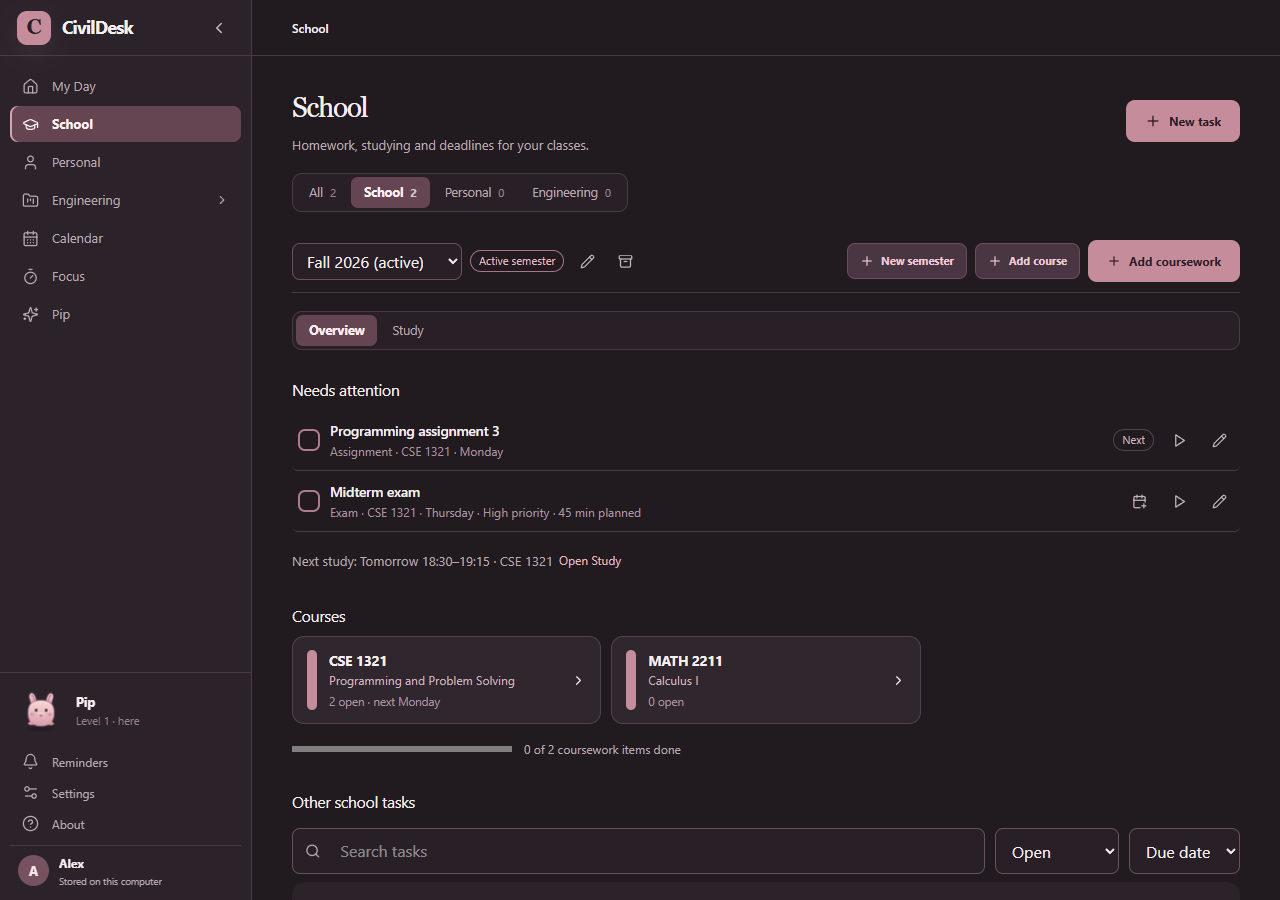 C CivilDesk
School
My Day
School
Personal
Engineering
Calendar
Focus
Pip
Pip
Level 1 · here
Reminders
Settings
About
A
Alex
Stored on this computer
School
Homework, studying and deadlines for your classes.
New task
All 2 School 2 Personal 0 Engineering 0
Fall 2026 (active) Active semester New semester Add course Add coursework
Overview Study
Needs attention
Programming assignment 3
Assignment · CSE 1321 · Monday
Next
Midterm exam
Exam · CSE 1321 · Thursday · High priority · 45 min planned
Next study: Tomorrow 18:30–19:15 · CSE 1321 Open Study
Courses
CSE 1321
Programming and Problem Solving
2 open · next Monday
MATH 2211
Calculus I
0 open
0 of 2 coursework items done
Other school tasks
Search tasks Open Due date